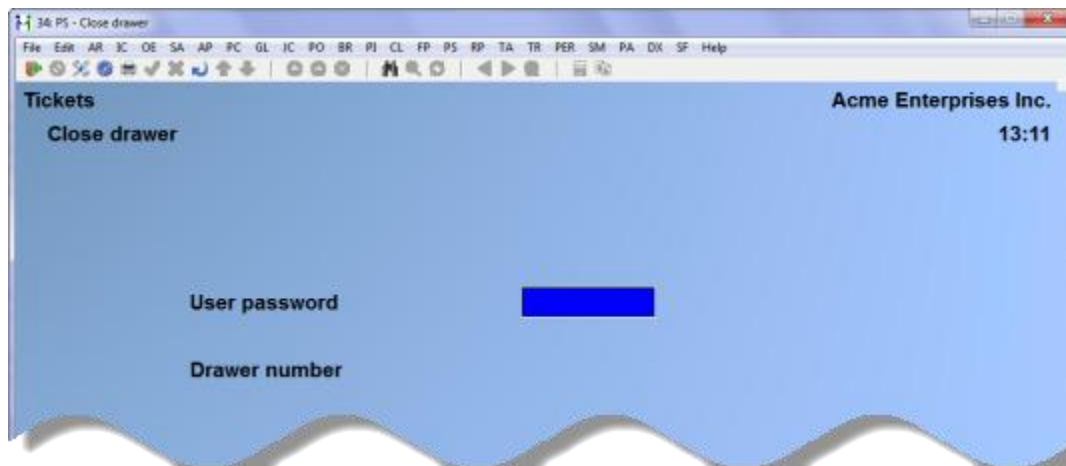 34: PS - Close drawer
File Edit AR IC OE SA AP PC GL JC PO BR PJ CL FP PS RP TA TR PER SM PA DX SF Help
Tickets
Acme Enterprises Inc.
Close drawer
13:11
User password
Drawer number